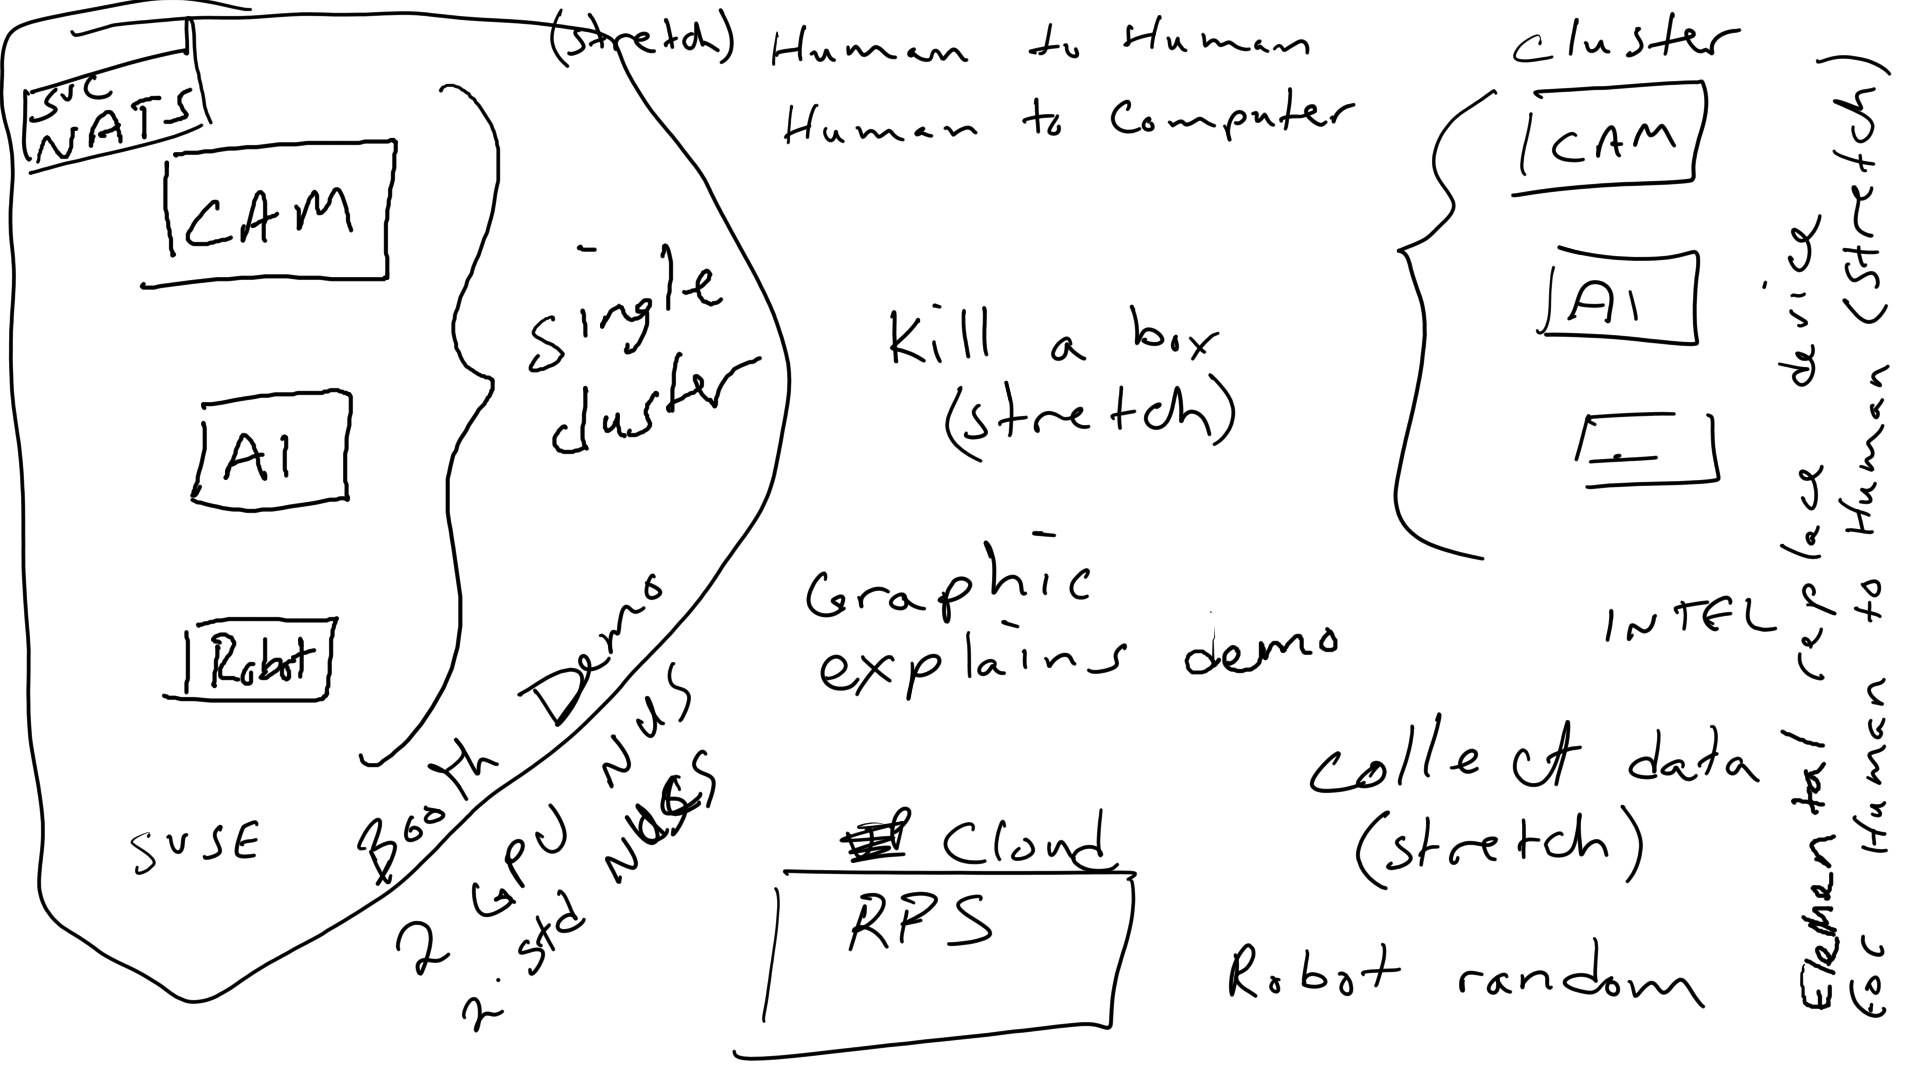 SVC
NATS
CAM
AI
Robot
SUSE
single
cluster
Booth Demo
2 GPU NUS
2 std
(stretch) Human to Human
Human to Computer
Kill a box
(stretch)
Graphic
explains demo
Cloud
RPS
cluster
CAM
AI
INTEL
collect data
(stretch)
Robot random
Elemental replace device
for Human to Human (stretch)